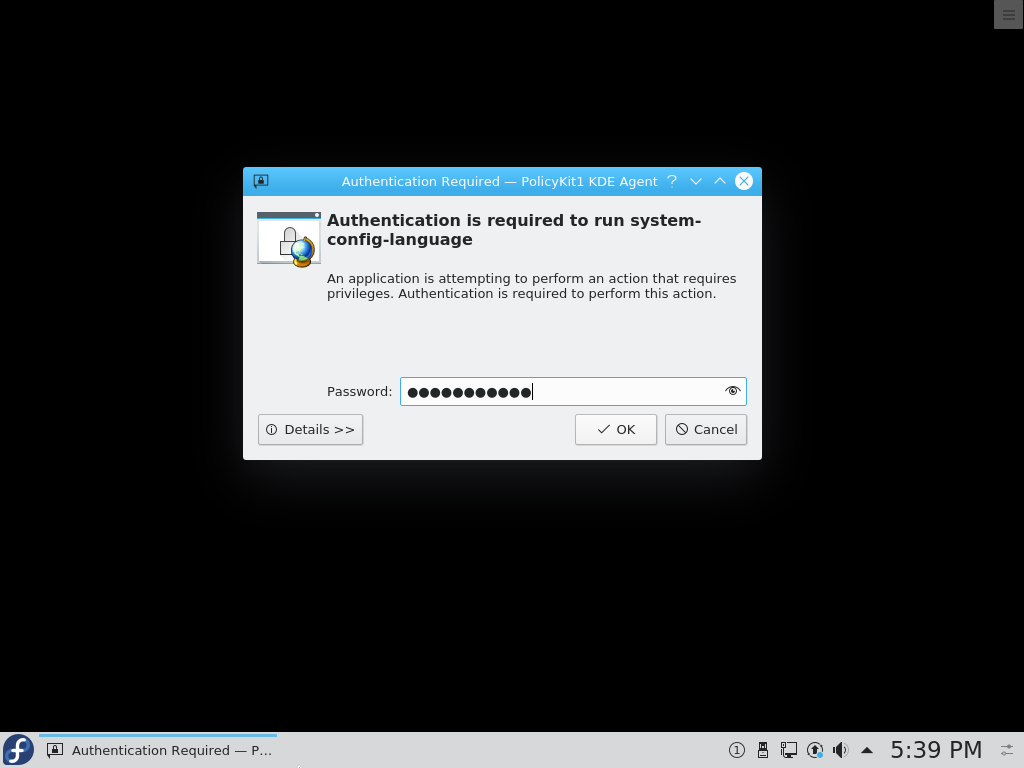 Authentication Required — PolicyKit1 KDE Agent
Authentication is required to run system-
config-language
An application is attempting to perform an action that requires
privileges. Authentication is required to perform this action.
Password: ●●●●●●●●●●●
Details >>
OK
Cancel
Authentication Required — P...
1
5:39 PM